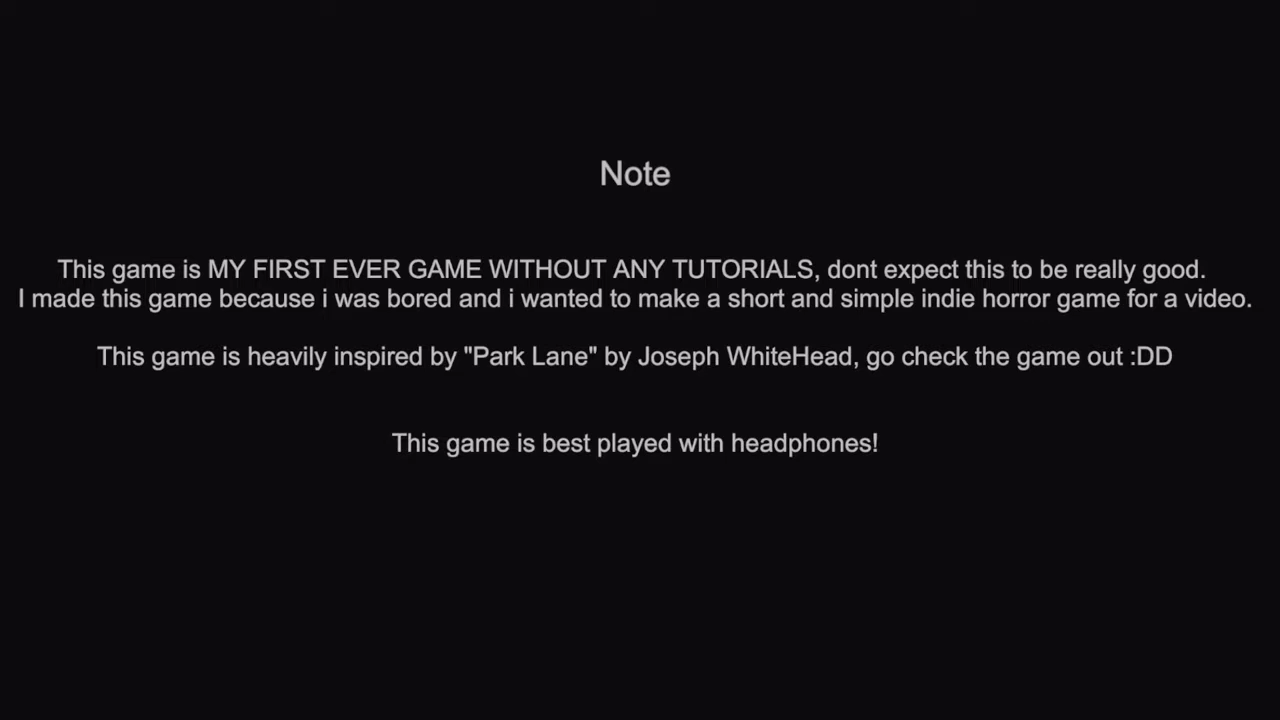 Note
This game is MY FIRST EVER GAME WITHOUT ANY TUTORIALS, dont expect this to be really good.
I made this game because i was bored and i wanted to make a short and simple indie horror game for a video.
This game is heavily inspired by "Park Lane" by Joseph WhiteHead, go check the game out :DD
This game is best played with headphones!